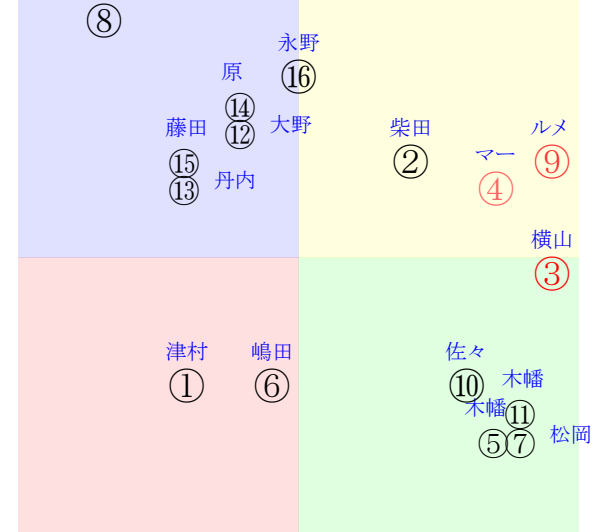 ⑧
永野
⑯
原
⑭
⑫
大野
藤田
⑮
⑬
丹内
柴田
②
マー
④
ルメ
⑨
横山
③
津村
①
嶋田
⑥
佐々
⑩
木幡
木幡
⑪
⑤⑦
松岡